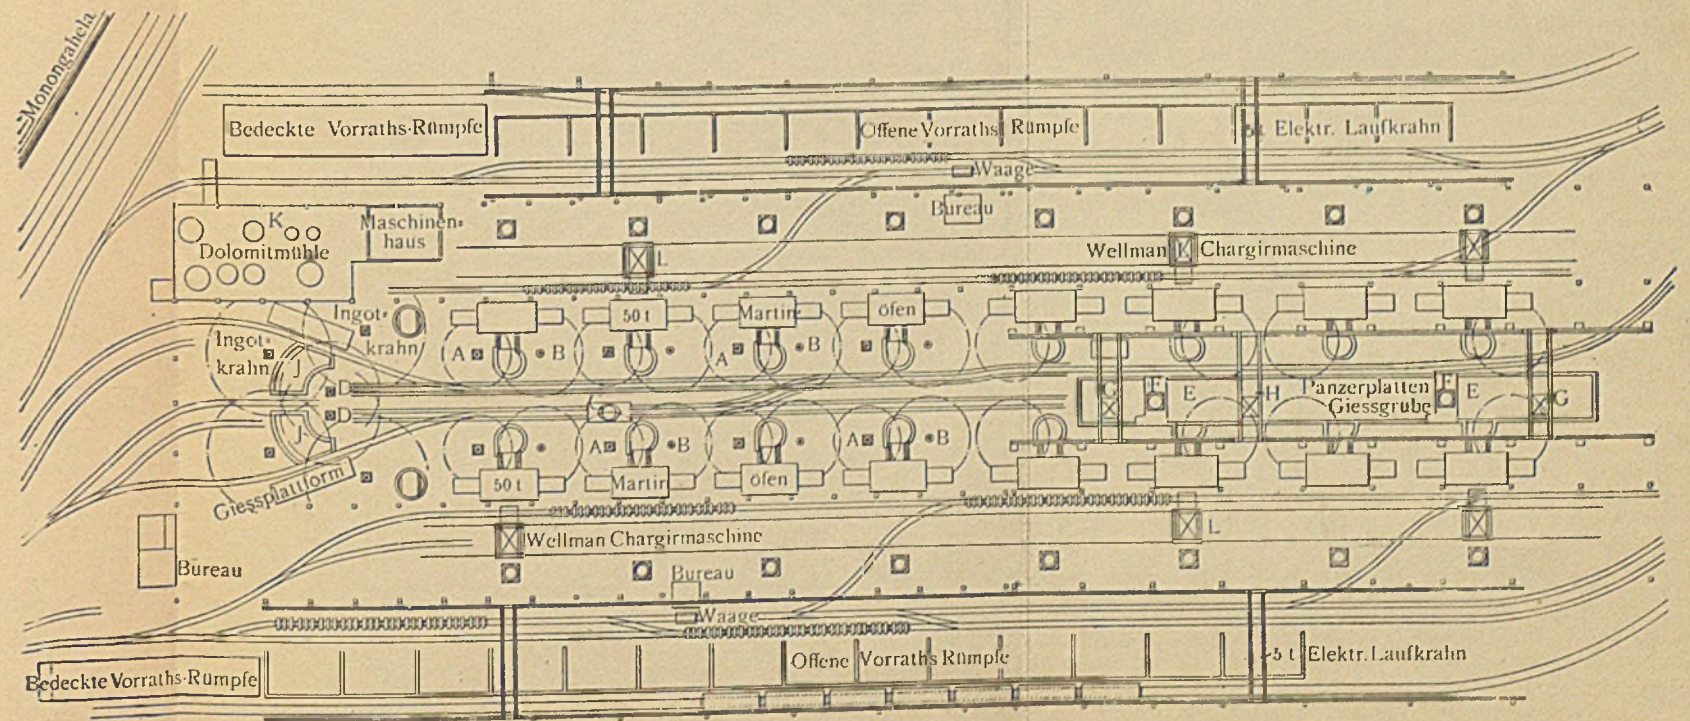 Monongahela
Bedeckte Vorraths-Rümpfe
Offene Vorraths Rümpfe
5 t Elektr. Laufkrahn
Waage
Bureau
K
Maschinen-
haus
Dolomitmühle
L
Wellman L Chargirmaschine
Ingot-
krahn
50 t
Martin-
öfen
Ingot-
krahn
J
A
B
A
B
D
D
J
G
F
E
H
Panzerplatten
Giessgrube
F
E
G
A
B
A
B
Giessplattform
50 t
Martin
öfen
Wellman Chargirmaschine
L
Bureau
Bureau
Waage
Bedeckte Vorraths-Rümpfe
Offene Vorraths Rümpfe
5 t Elektr. Laufkrahn